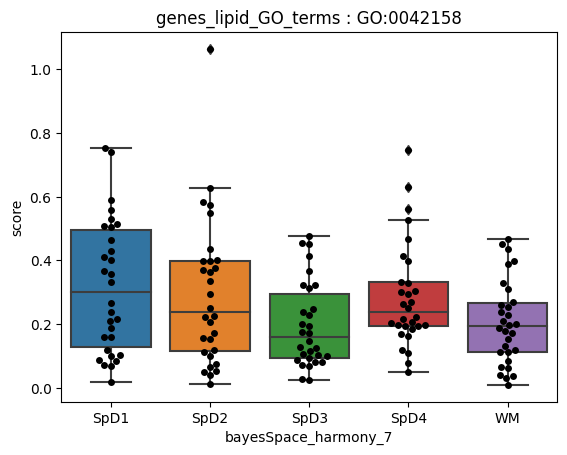 genes_lipid_GO_terms : GO:0042158
1.0
0.8
0.6
0.4
0.2
0.0
score
SpD1 SpD2 SpD3 SpD4 WM
bayesSpace_harmony_7